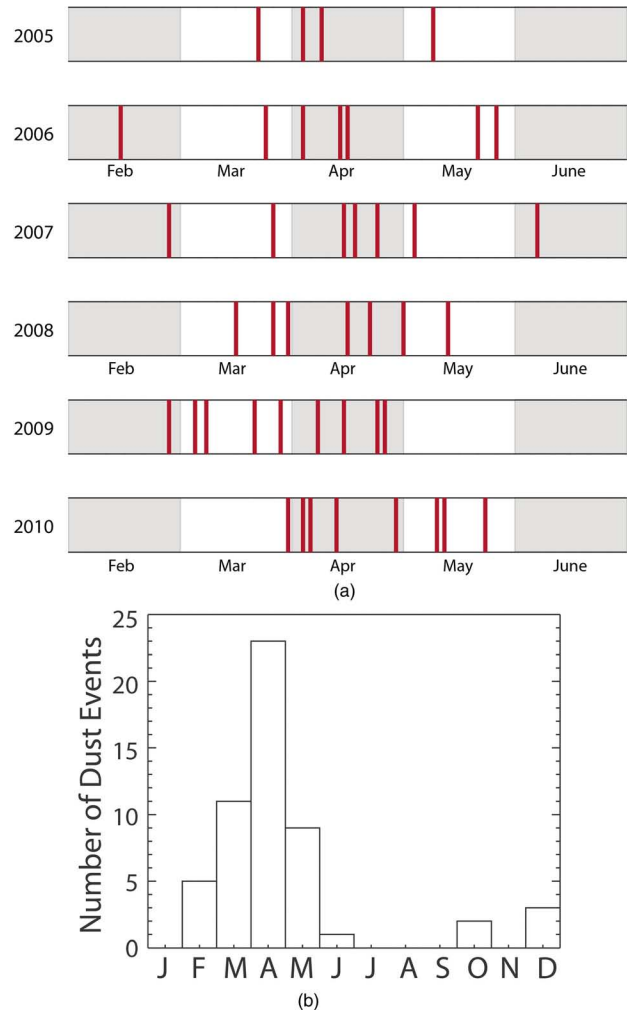 2005
2006
Feb Mar Apr May June
2007
2008
Feb Mar Apr May June
2009
2010
Feb Mar Apr May June
(a)
Number of Dust Events
25
20
15
10
5
0
J F M A M J J A S O N D
(b)